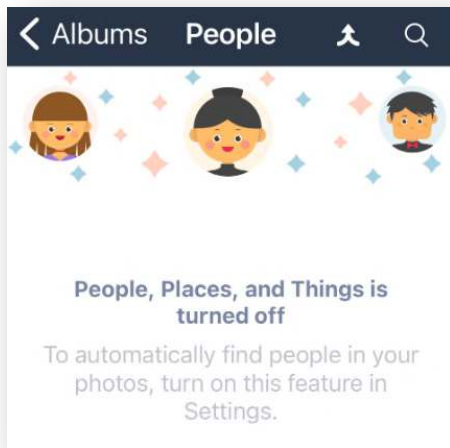 Albums People
People, Places, and Things is
turned off
To automatically find people in your
photos, turn on this feature in
Settings.